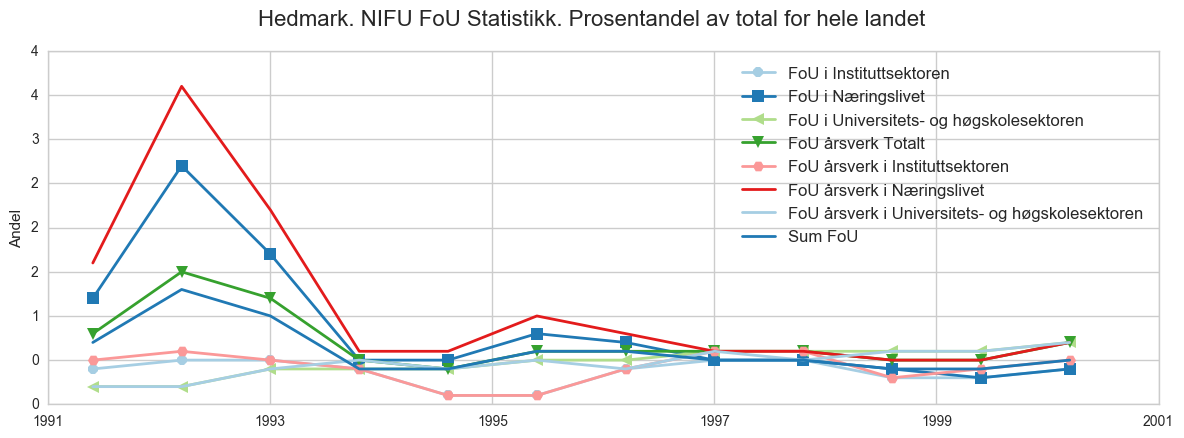 Hedmark. NIFU FoU Statistikk. Prosentandel av total for hele landet
4
4
3
2
2
2
1
0
0
Andel
FoU i Instituttsektoren
FoU i Næringslivet
FoU i Universitets- og høgskolesektoren
FoU årsverk Totalt
FoU årsverk i Instituttsektoren
FoU årsverk i Næringslivet
FoU årsverk i Universitets- og høgskolesektoren
Sum FoU
1991 1993 1995 1997 1999 2001